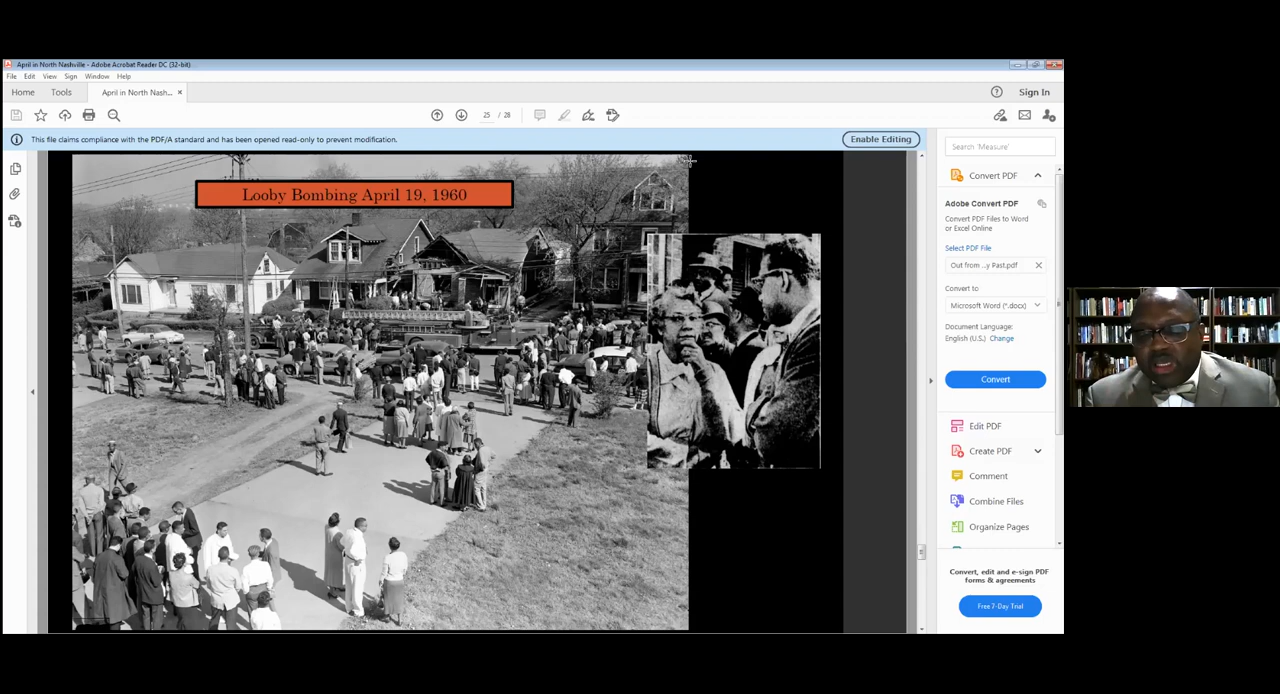 April in North Nashville - Adobe Acrobat Reader DC (32-bit)
File Edit View Sign Window Help
Home Tools April in North Nash... × Sign In
25 / 28
This file claims compliance with the PDF/A standard and has been opened read-only to prevent modification. Enable Editing
Looby Bombing April 19, 1960
Search 'Measure'
Convert PDF
Adobe Convert PDF
Convert PDF Files to Word
or Excel Online
Select PDF File
Out from ...y Past.pdf
Convert to
Microsoft Word (*.docx)
Document Language:
English (U.S.) Change
Convert
Edit PDF
Create PDF
Comment
Combine Files
Organize Pages
Convert, edit and e-sign PDF
forms & agreements
Free 7-Day Trial